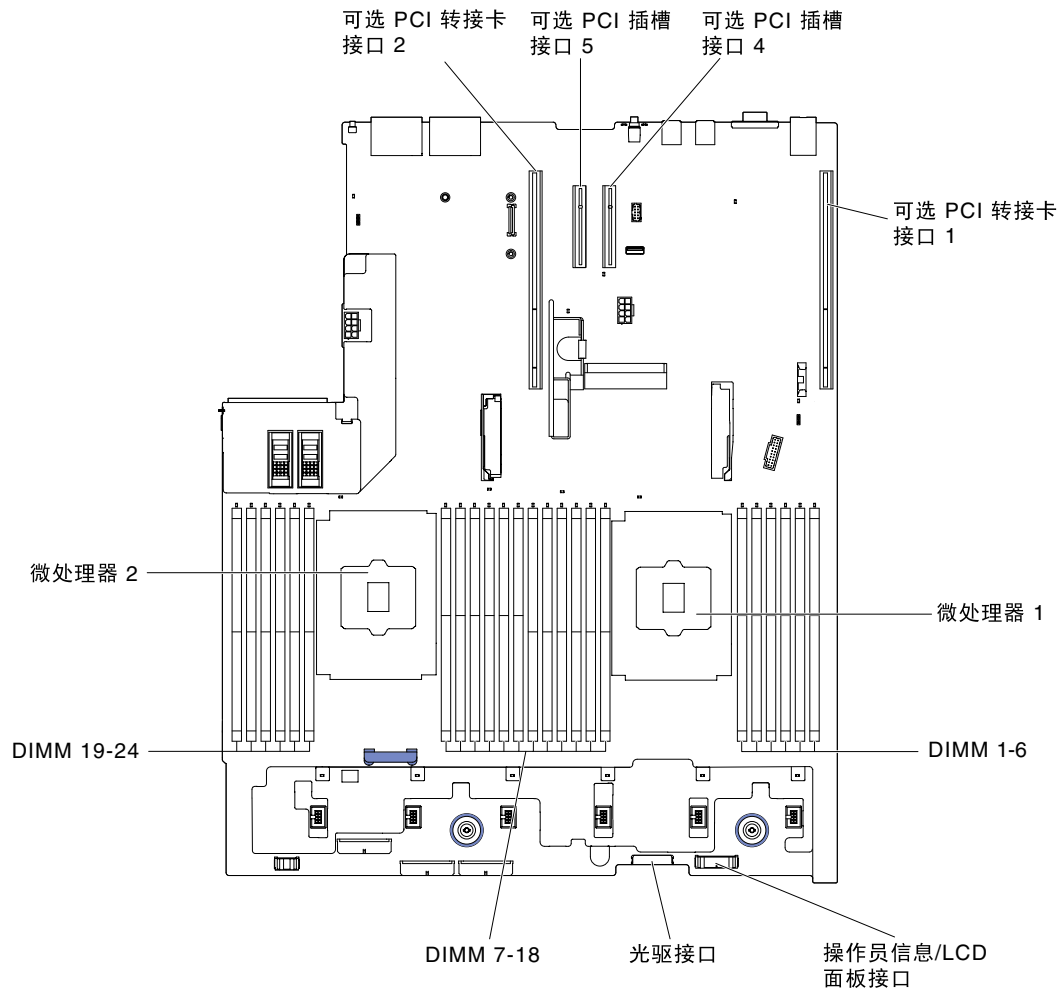 可选 PCI 转接卡
接口 2
可选 PCI 插槽
接口 5
可选 PCI 插槽
接口 4
可选 PCI 转接卡
接口 1
微处理器 2
微处理器 1
DIMM 19-24
DIMM 1-6
DIMM 7-18
光驱接口
操作员信息/LCD
面板接口